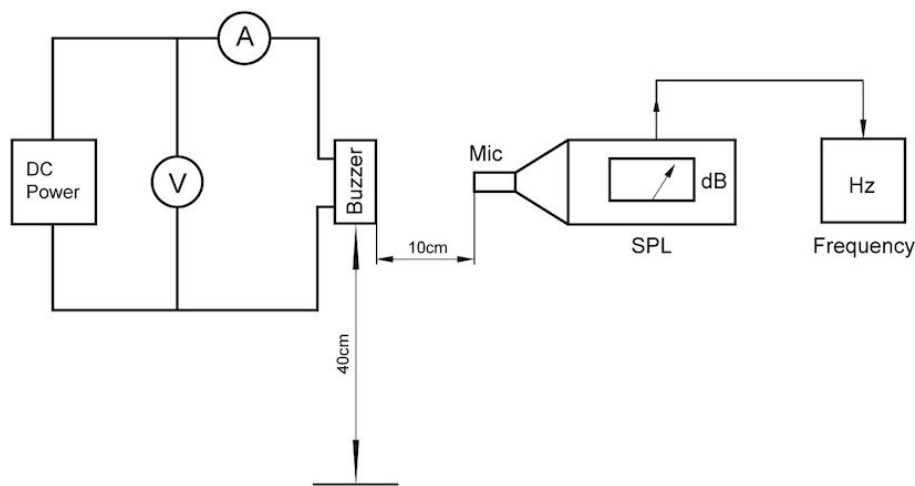 A
DC
Power
V
Buzzer
Mic
dB
SPL
Hz
Frequency
10cm
40cm